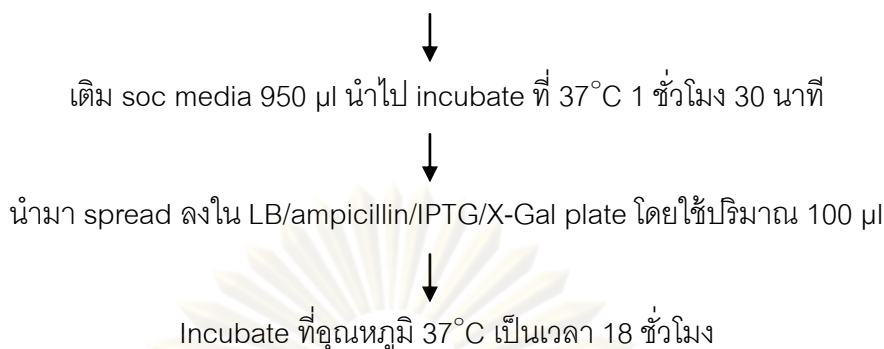 เติม soc media 950 µl นำไป incubate ที่ 37°C 1 ชั่วโมง 30 นาที
นำมา spread ลงใน LB/ampicillin/IPTG/X-Gal plate โดยใช้ปริมาณ 100 µl
Incubate ที่อุณหภูมิ 37°C เป็นเวลา 18 ชั่วโมง